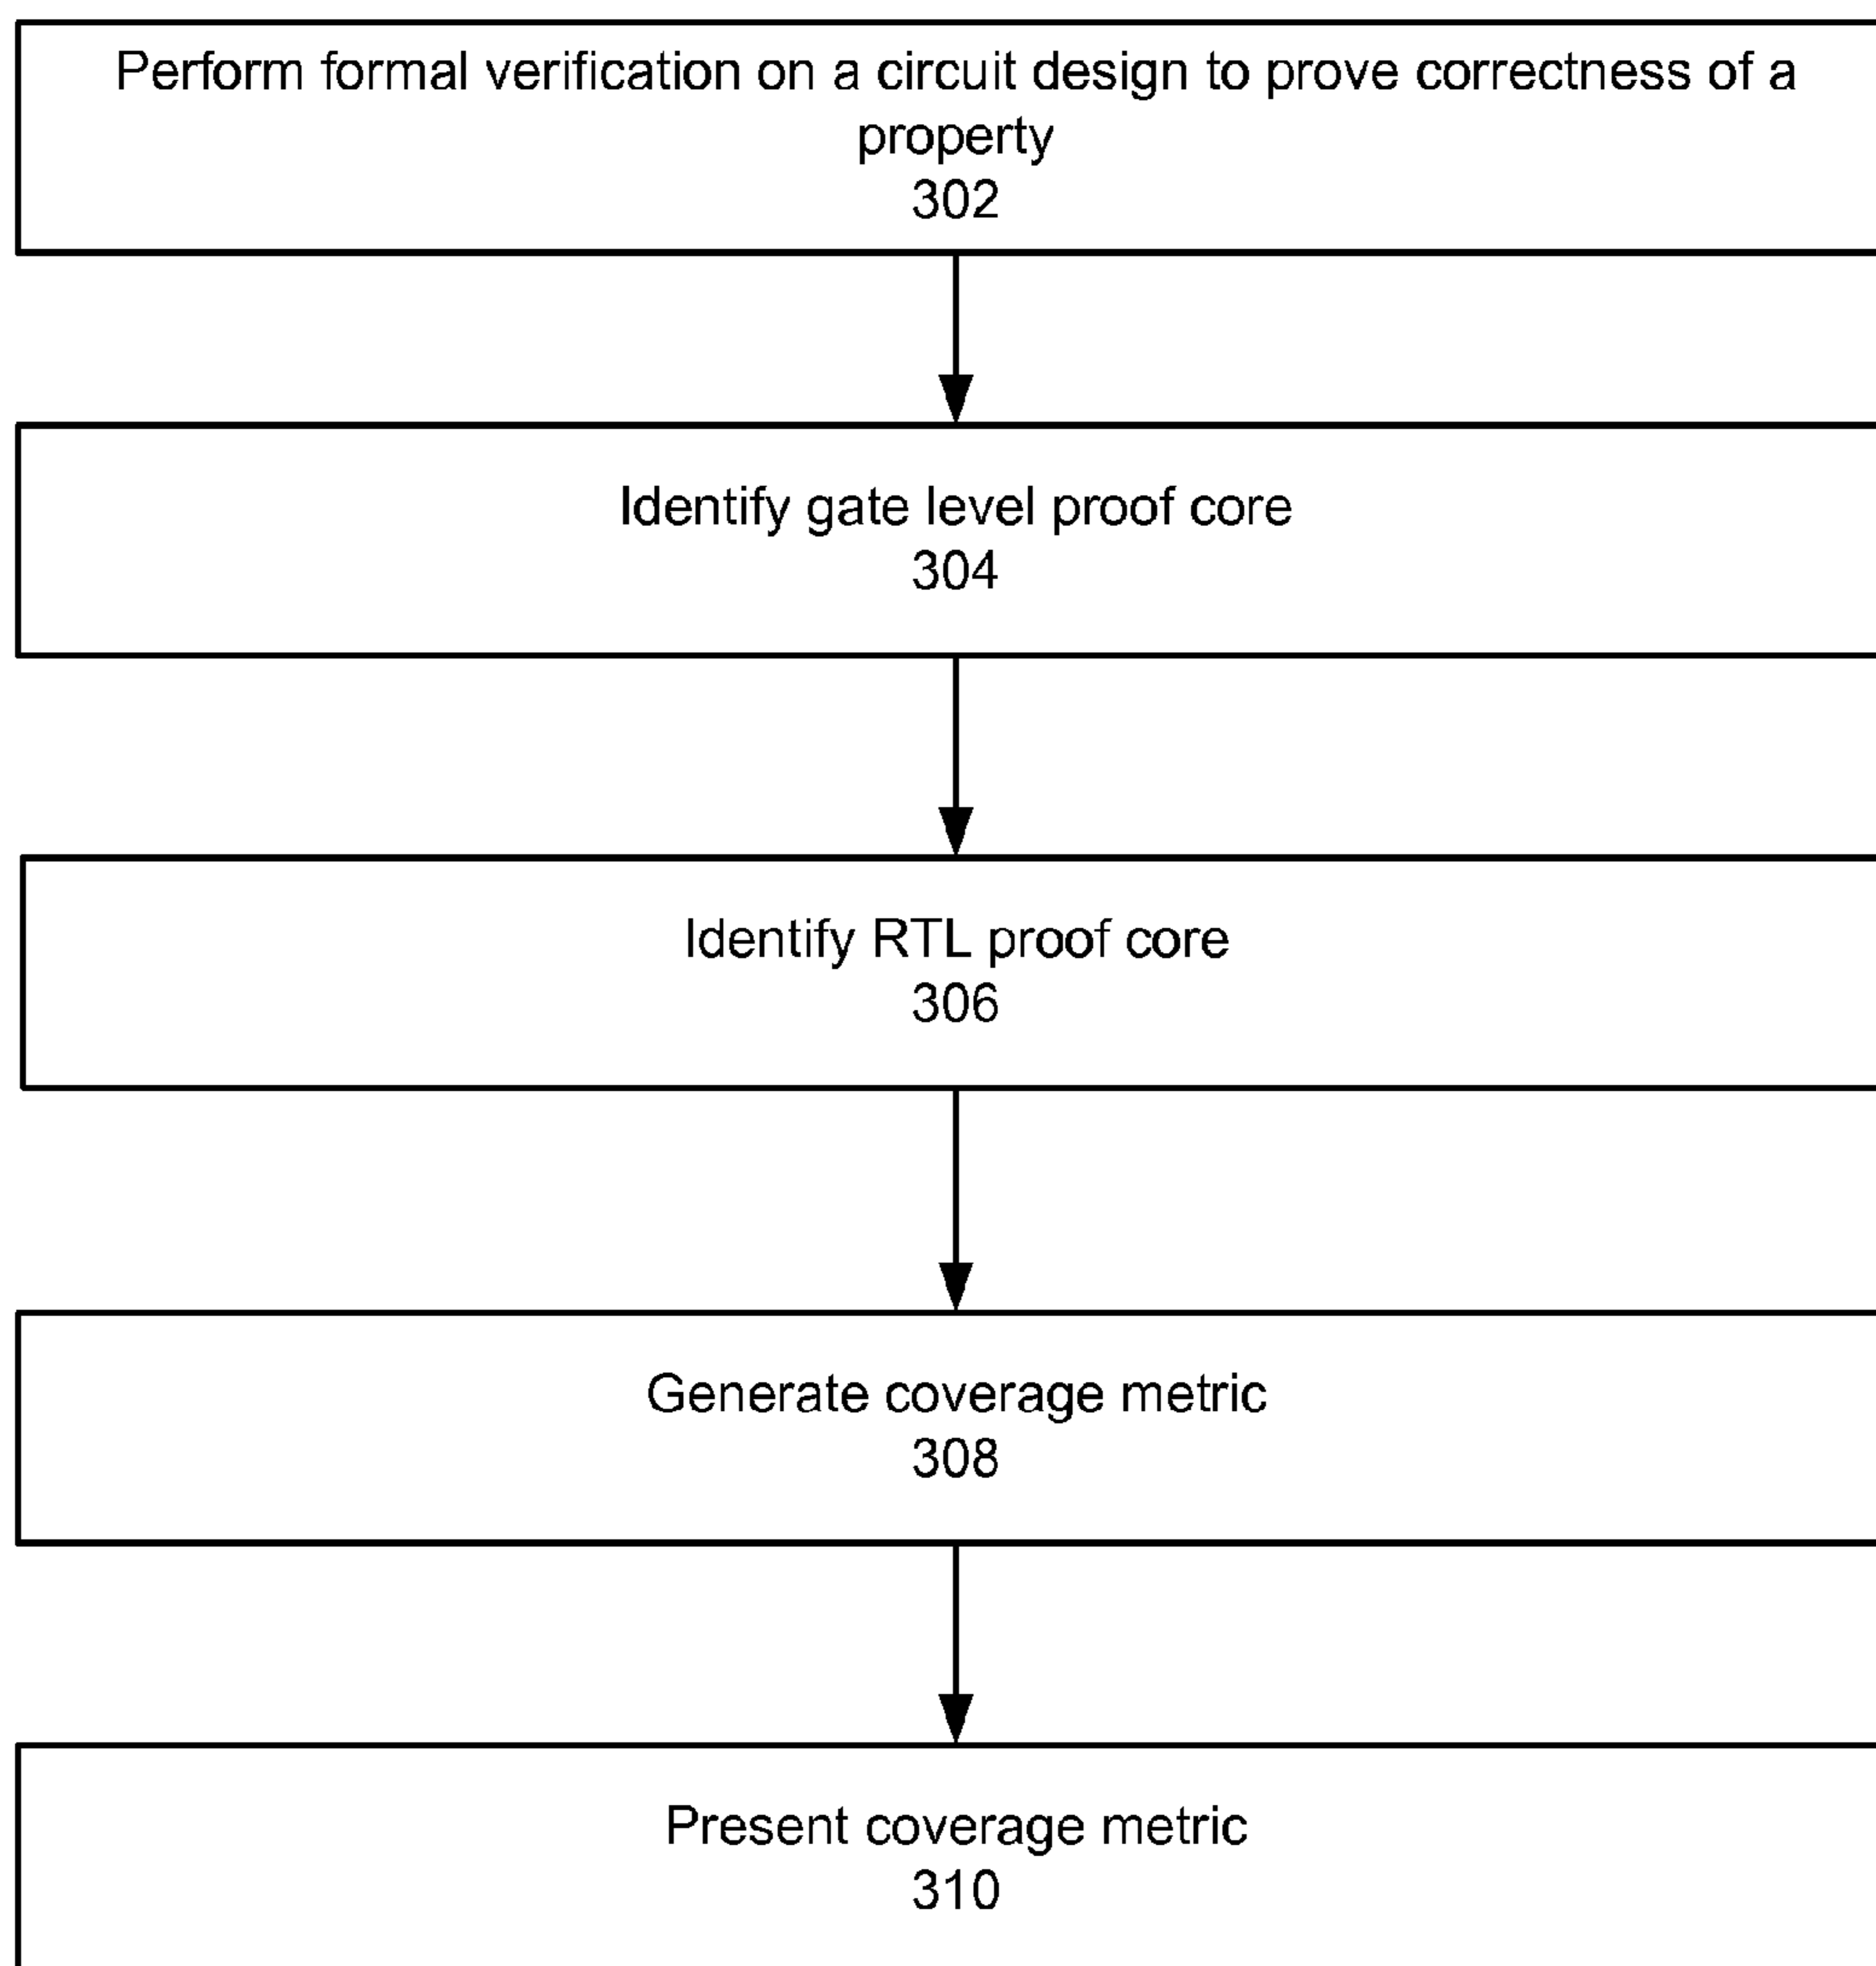 Perform formal verification on a circuit design to prove correctness of a
property
302
Identify gate level proof core
304
Identify RTL proof core
306
Generate coverage metric
308
Present coverage metric
310